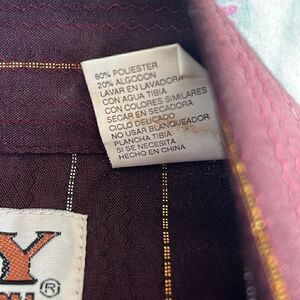 80% POLIESTER
20% ALGODON
LAVAR EN LAVADORA
CON AGUA TIBIA
CON COLORES SIMILARES
SECAR EN SECADORA
CICLO DELICADO
NO USAR BLANQUEADOR
PLANCHA TIBIA
SI SE NECESITA
HECHO EN CHINA
Y
®